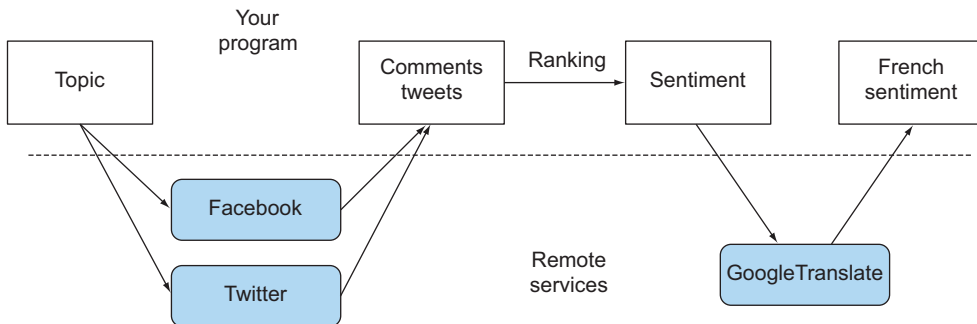 Your
program
Topic
Comments
tweets
Ranking
Sentiment
French
sentiment
Facebook
Twitter
Remote
services
GoogleTranslate